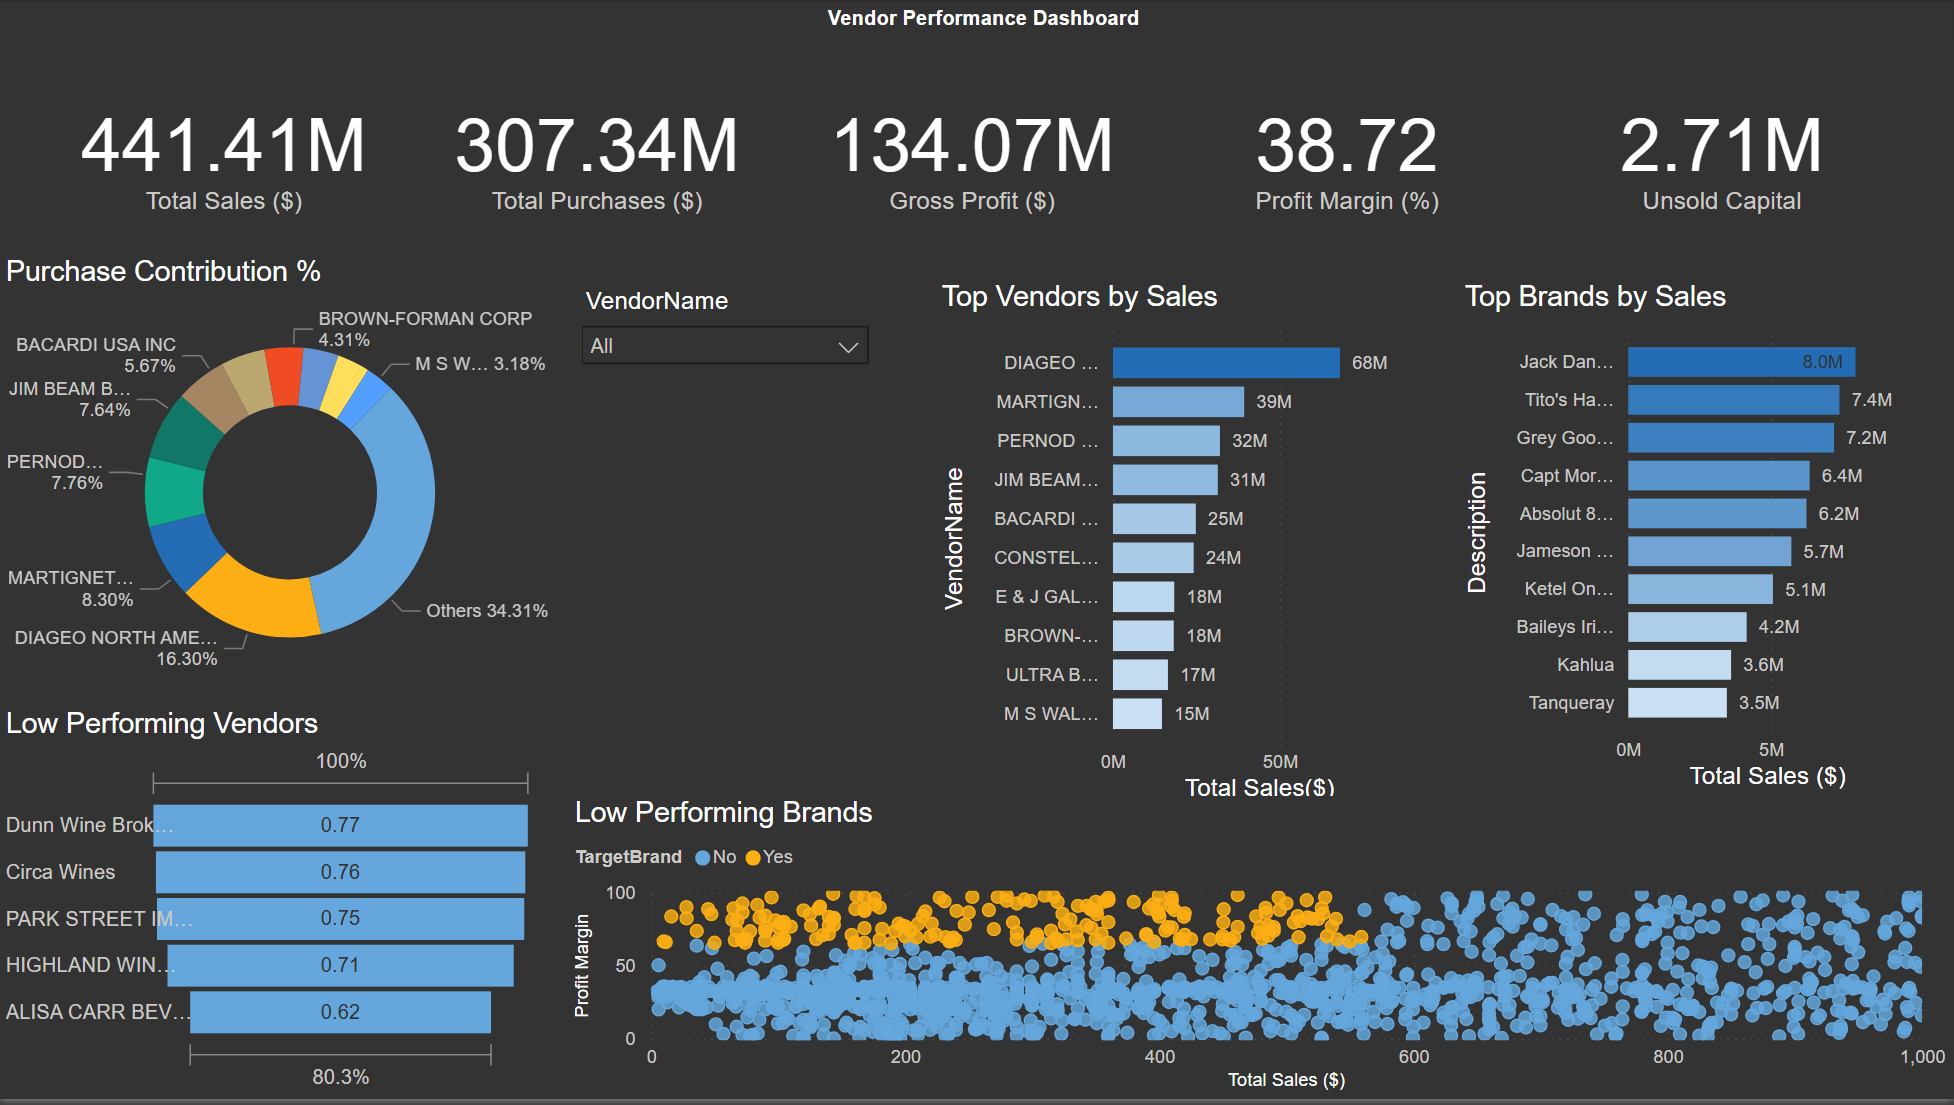 Vendor Performance Dashboard
441.41M
Total Sales ($)
307.34M
Total Purchases ($)
134.07M
Gross Profit ($)
38.72
Profit Margin (%)
2.71M
Unsold Capital
Purchase Contribution %
BROWN-FORMAN CORP
4.31%
BACARDI USA INC
5.67%
M S W... 3.18%
JIM BEAM B...
7.64%
PERNOD...
7.76%
MARTIGNET...
8.30%
DIAGEO NORTH AME...
16.30%
Others 34.31%
VendorName
All
Top Vendors by Sales
VendorName
DIAGEO ... 68M
MARTIGN... 39M
PERNOD ... 32M
JIM BEAM... 31M
BACARDI ... 25M
CONSTEL... 24M
E & J GAL... 18M
BROWN-... 18M
ULTRA B... 17M
M S WAL... 15M
0M 50M
Total Sales($)
Top Brands by Sales
Description
Jack Dan... 8.0M
Tito's Ha... 7.4M
Grey Goo... 7.2M
Capt Mor... 6.4M
Absolut 8... 6.2M
Jameson ... 5.7M
Ketel On... 5.1M
Baileys Iri... 4.2M
Kahlua 3.6M
Tanqueray 3.5M
0M 5M
Total Sales ($)
Low Performing Vendors
100%
Dunn Wine Brok... 0.77
Circa Wines 0.76
PARK STREET IM... 0.75
HIGHLAND WIN... 0.71
ALISA CARR BEV... 0.62
80.3%
Low Performing Brands
TargetBrand No Yes
Profit Margin
100
50
0
0 200 400 600 800 1,000
Total Sales ($)